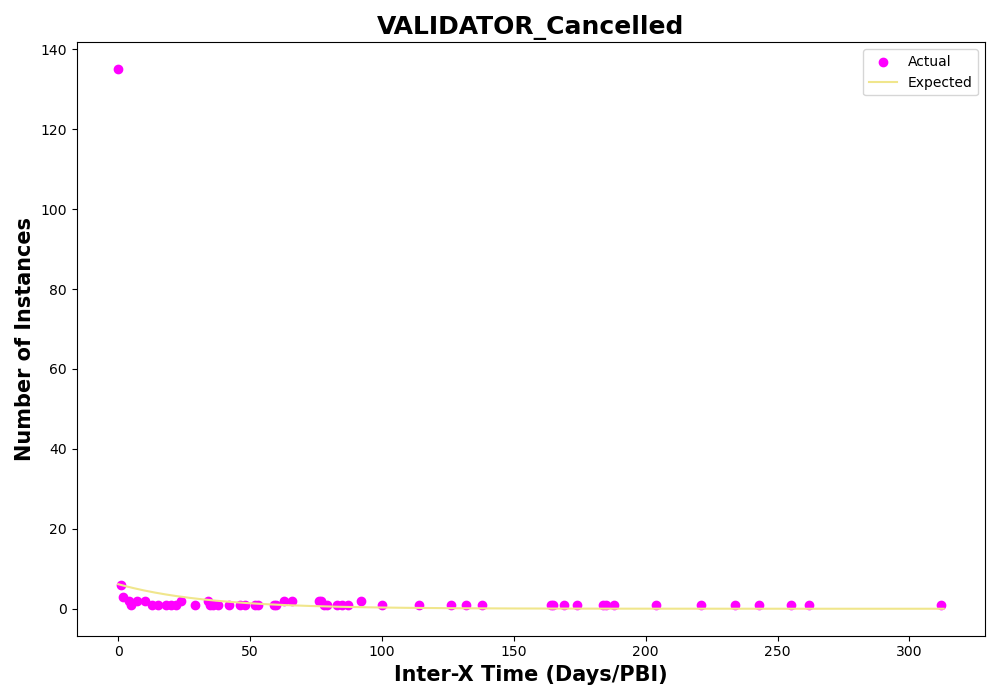 VALIDATOR_Cancelled
Actual
Expected
Number of Instances
140
120
100
80
60
40
20
0
0 50 100 150 200 250 300
Inter-X Time (Days/PBI)